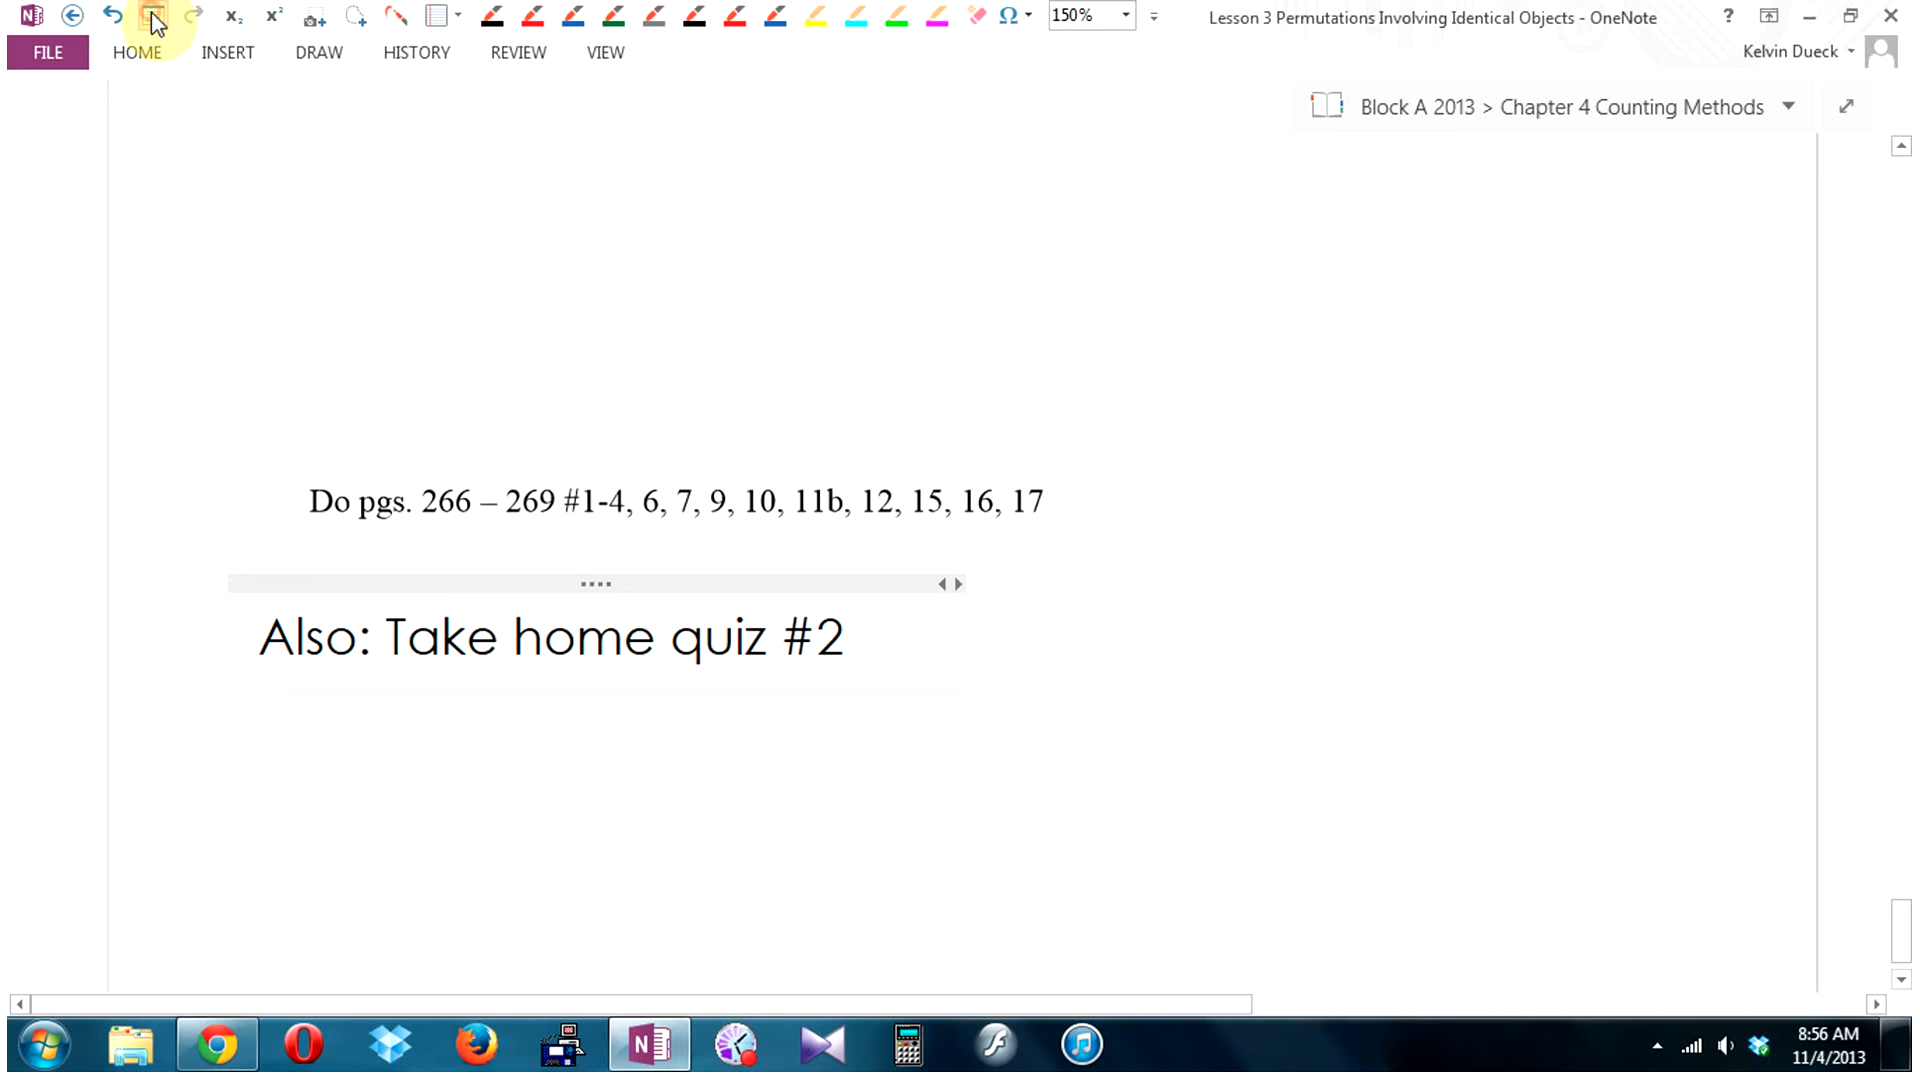 150%
Lesson 3 Permutations Involving Identical Objects - OneNote
FILE HOME INSERT DRAW HISTORY REVIEW VIEW
Kelvin Dueck
Block A 2013 > Chapter 4 Counting Methods
Do pgs. 266 – 269 #1-4, 6, 7, 9, 10, 11b, 12, 15, 16, 17
Also: Take home quiz #2
8:56 AM
11/4/2013